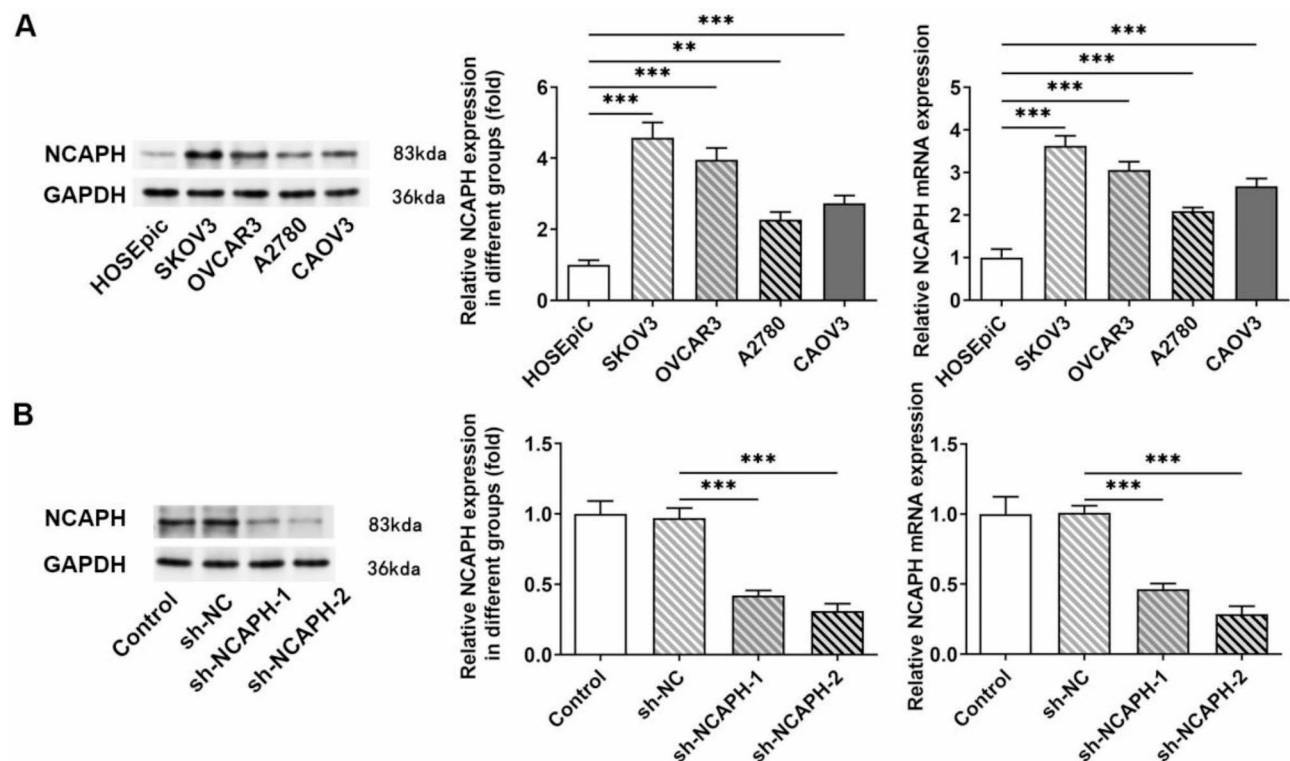 A
NCAPH
83kda
GAPDH
36kda
HOSEpic
SKOV3
OVCAR3
A2780
CAOV3
Relative NCAPH expression
in different groups (fold)
6
4
2
0
***
**
***
***
HOSEpiC
SKOV3
OVCAR3
A2780
CAOV3
Relative NCAPH mRNA expression
5
4
3
2
1
0
***
***
***
***
HOSEpiC
SKOV3
OVCAR3
A2780
CAOV3
B
NCAPH
83kda
GAPDH
36kda
Control
sh-NC
sh-NCAPH-1
sh-NCAPH-2
Relative NCAPH expression
in different groups (fold)
1.5
1.0
0.5
0.0
***
***
Control
sh-NC
sh-NCAPH-1
sh-NCAPH-2
Relative NCAPH mRNA expression
1.5
1.0
0.5
0.0
***
***
Control
sh-NC
sh-NCAPH-1
sh-NCAPH-2